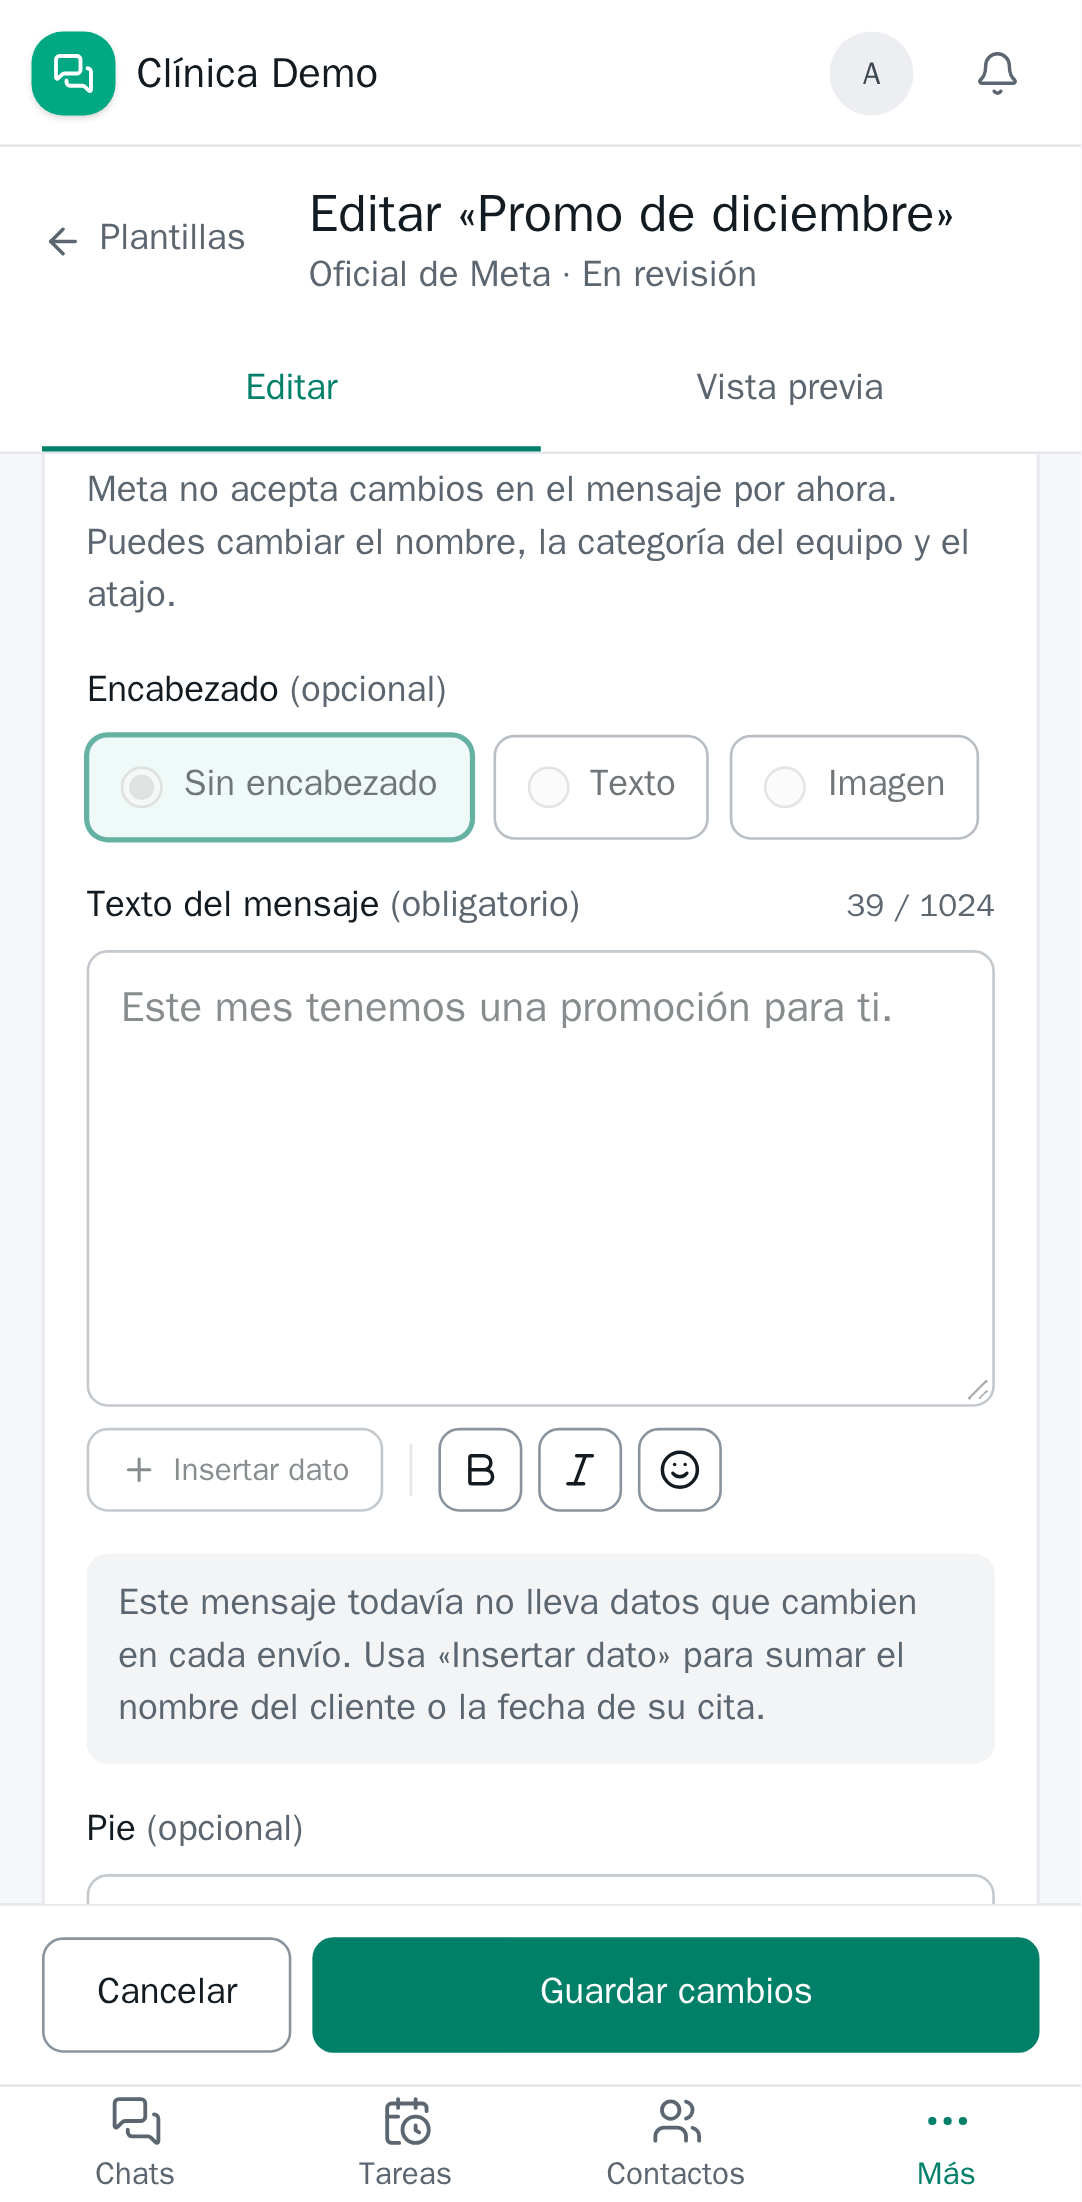 Clínica Demo
A
Plantillas
Editar «Promo de diciembre»
Oficial de Meta · En revisión
Editar
Vista previa
Meta no acepta cambios en el mensaje por ahora.
Puedes cambiar el nombre, la categoría del equipo y el
atajo.
Encabezado (opcional)
Sin encabezado
Texto
Imagen
Texto del mensaje (obligatorio)
39 / 1024
Este mes tenemos una promoción para ti.
Insertar dato
B
I
Este mensaje todavía no lleva datos que cambien
en cada envío. Usa «Insertar dato» para sumar el
nombre del cliente o la fecha de su cita.
Pie (opcional)
Cancelar
Guardar cambios
Chats
Tareas
Contactos
Más